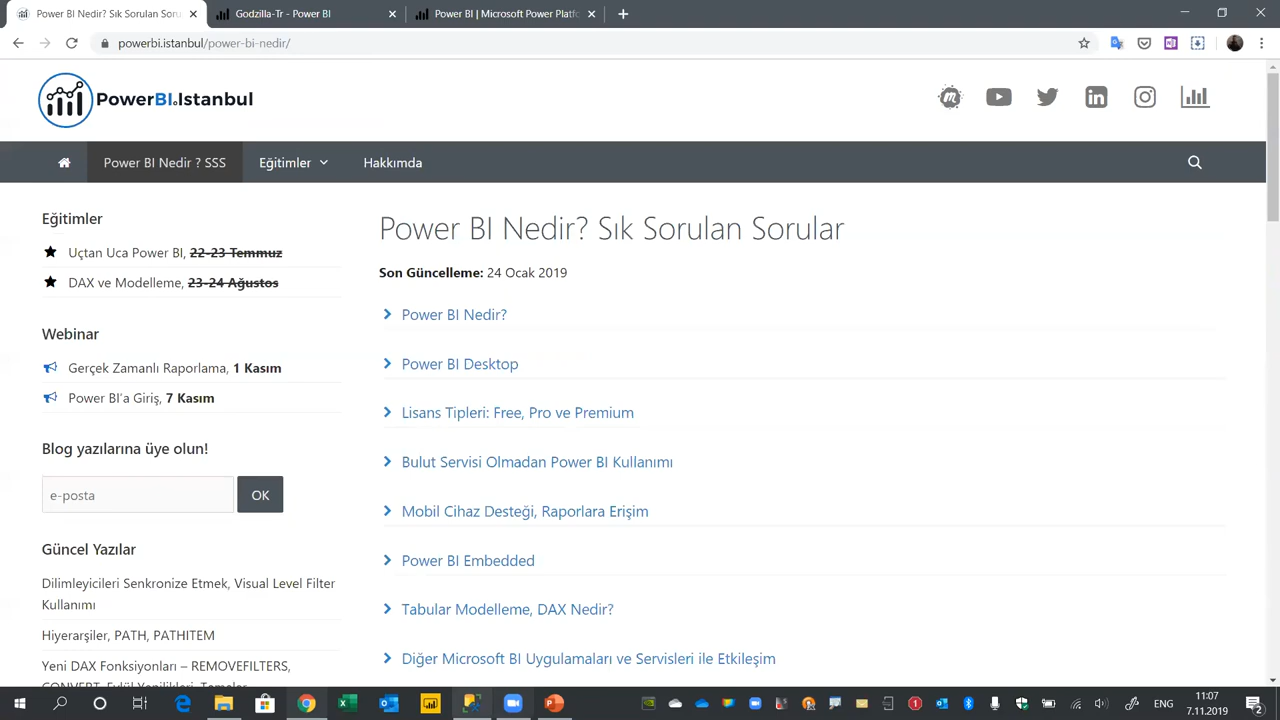 Power BI Nedir? Sık Sorulan Soru
Godzilla-Tr - Power BI
Power BI | Microsoft Power Platfo
powerbi.istanbul/power-bi-nedir/
PowerBI.Istanbul
Power BI Nedir ? SSS
Eğitimler
Hakkımda
Eğitimler
Uçtan Uca Power BI, 22-23 Temmuz
DAX ve Modelleme, 23-24 Ağustos
Webinar
Gerçek Zamanlı Raporlama, 1 Kasım
Power BI'a Giriş, 7 Kasım
Blog yazılarına üye olun!
e-posta
OK
Güncel Yazılar
Dilimleyicileri Senkronize Etmek, Visual Level Filter
Kullanımı
Hiyerarşiler, PATH, PATHITEM
Yeni DAX Fonksiyonları – REMOVEFILTERS,
CONVERT, Eylül Yenilikleri, Temeles
Power BI Nedir? Sık Sorulan Sorular
Son Güncelleme: 24 Ocak 2019
Power BI Nedir?
Power BI Desktop
Lisans Tipleri: Free, Pro ve Premium
Bulut Servisi Olmadan Power BI Kullanımı
Mobil Cihaz Desteği, Raporlara Erişim
Power BI Embedded
Tabular Modelleme, DAX Nedir?
Diğer Microsoft BI Uygulamaları ve Servisleri ile Etkileşim
ENG
11:07
7.11.2019
2